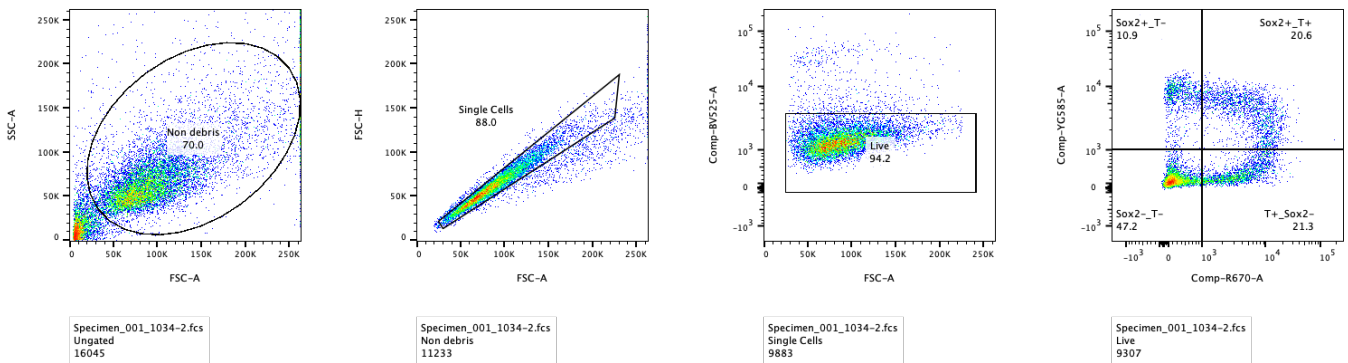 250K
200K
150K
100K
50K
0
SSC-A
Non debris
70.0
0
50K
100K
150K
200K
250K
FSC-A
Specimen_001_1034-2.fcs
Ungated
16045
250K
200K
150K
100K
50K
0
FSC-H
Single Cells
88.0
0
50K
100K
150K
200K
250K
FSC-A
Specimen_001_1034-2.fcs
Non debris
11233
10^5
10^4
10^3
0
-10^3
Comp-BV525-A
Live
94.2
0
50K
100K
150K
200K
250K
FSC-A
Specimen_001_1034-2.fcs
Single Cells
9883
10^5
10^4
10^3
0
-10^3
Comp-YG585-A
Sox2+_T-
10.9
Sox2+_T+
20.6
Sox2-_T-
47.2
T+_Sox2-
21.3
-10^3
0
10^3
10^4
10^5
Comp-R670-A
Specimen_001_1034-2.fcs
Live
9307